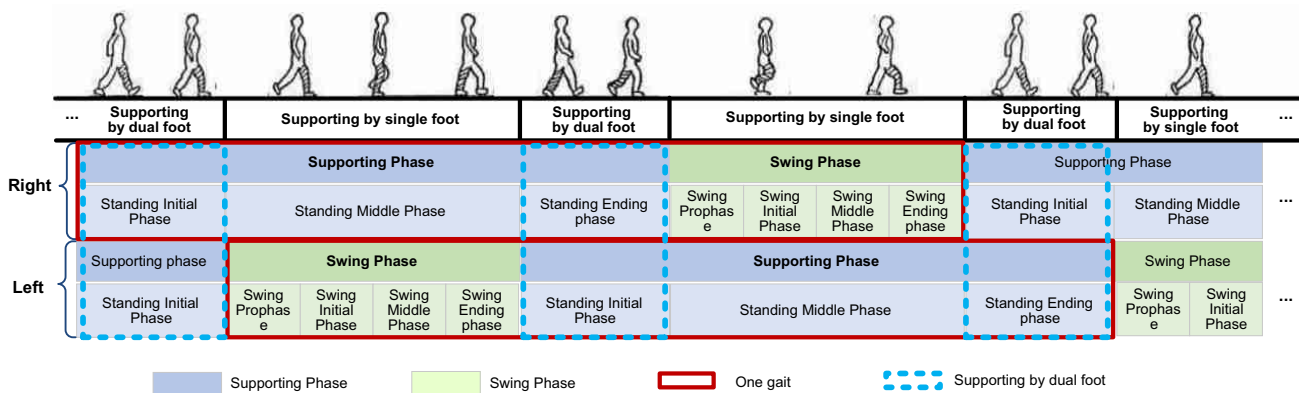 ...
Supporting
by dual foot
Supporting by single foot
Supporting
by dual foot
Supporting by single foot
Supporting
by dual foot
Supporting
by single foot
...
Right
Supporting Phase
Swing Phase
Supporting Phase
Standing Initial
Phase
Standing Middle Phase
Standing Ending
phase
Swing
Prophas
e
Swing
Initial
Phase
Swing
Middle
Phase
Swing
Ending
phase
Standing Initial
Phase
Standing Middle
Phase
...
Left
Supporting phase
Swing Phase
Supporting Phase
Swing Phase
Standing Initial
Phase
Swing
Prophas
e
Swing
Initial
Phase
Swing
Middle
Phase
Swing
Ending
phase
Standing Initial
Phase
Standing Middle Phase
Standing Ending
phase
Swing
Prophas
e
Swing
Initial
Phase
...
Supporting Phase
Swing Phase
One gait
Supporting by dual foot